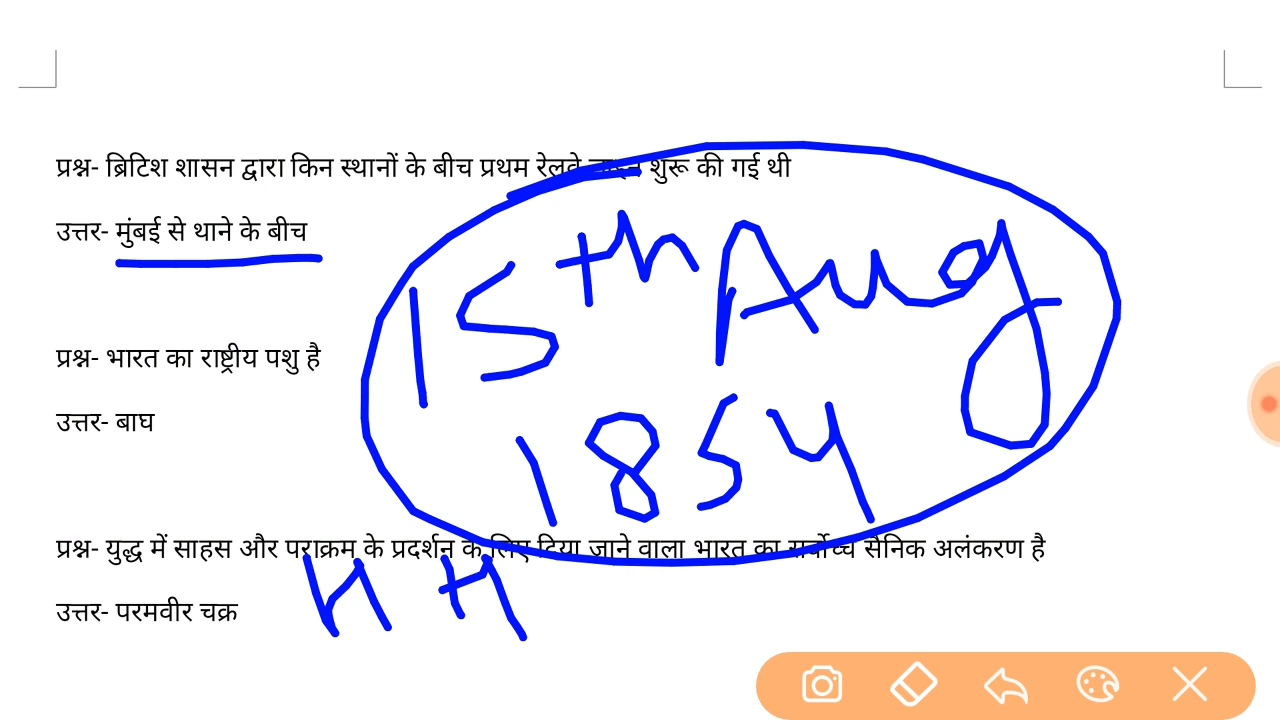 प्रश्न- ब्रिटिश शासन द्वारा किन स्थानों के बीच प्रथम रेलवे लाइन शुरू की गई थी
उत्तर- मुंबई से थाने के बीच
15th Aug
प्रश्न- भारत का राष्ट्रीय पशु है
उत्तर- बाघ
1854
प्रश्न- युद्ध में साहस और पराक्रम के प्रदर्शन के लिए दिया जाने वाला भारत का सर्वोच्च सैनिक अलंकरण है
उत्तर- परमवीर चक्र